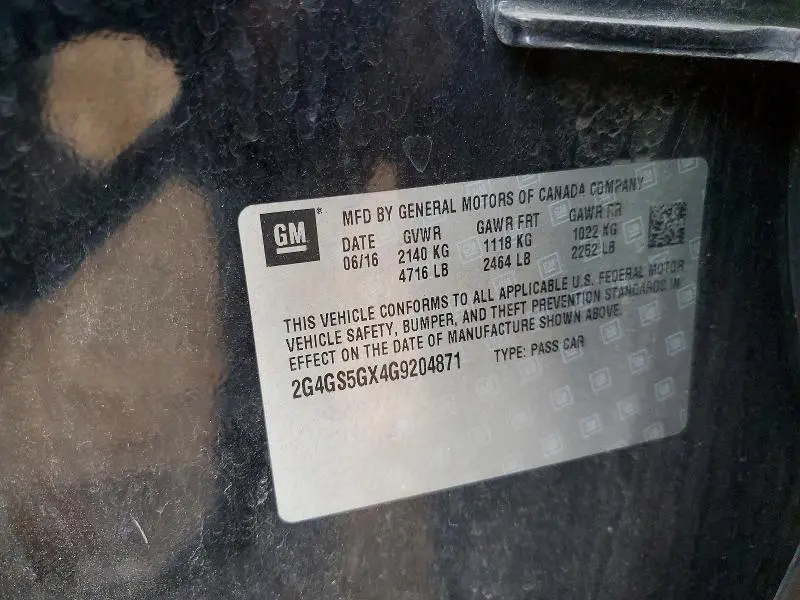 GM ® MFD BY GENERAL MOTORS OF CANADA COMPANY
DATE GVWR GAWR FRT GAWR RR
06/16 2140 KG 1118 KG 1022 KG
4716 LB 2464 LB 2252 LB
THIS VEHICLE CONFORMS TO ALL APPLICABLE U.S. FEDERAL MOTOR
VEHICLE SAFETY, BUMPER, AND THEFT PREVENTION STANDARDS IN
EFFECT ON THE DATE OF MANUFACTURE SHOWN ABOVE.
2G4GS5GX4G9204871 TYPE: PASS CAR